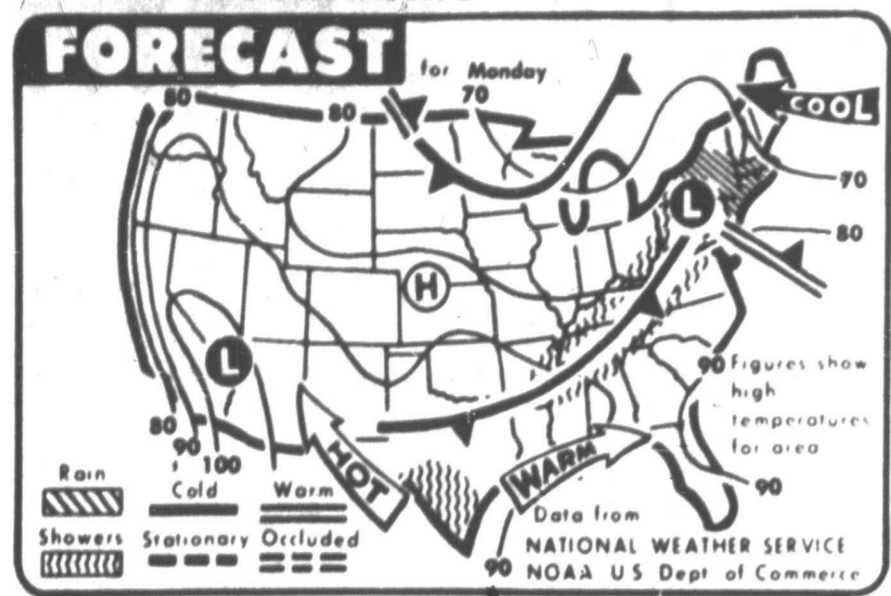 FORECAST
for Monday
80
80
70
COOL
70
80
L
H
L
90
Figures show
high
temperatures
for area
80
90
100
HOT
WARM
90
90
Rain
Cold
Warm
Showers
Stationary
Occluded
Data from
NATIONAL WEATHER SERVICE
NOAA U S Dept of Commerce